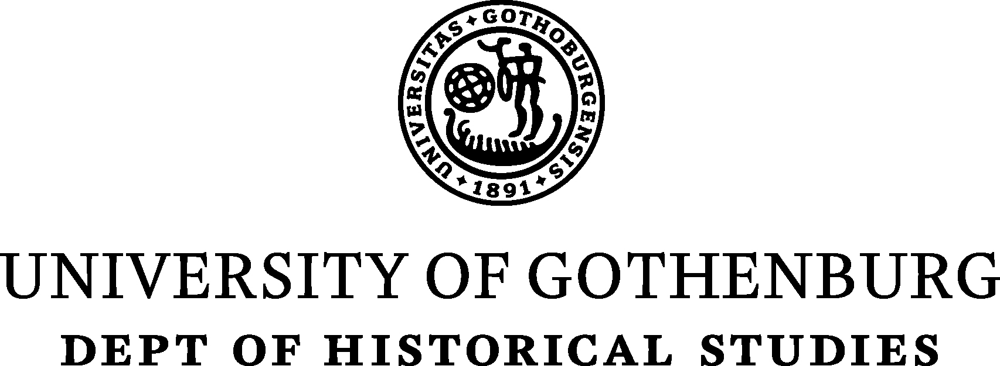 UNIVERSITAS ✦ GOTHOBURGENSIS ✦ 1891 ✦
UNIVERSITY OF GOTHENBURG
DEPT OF HISTORICAL STUDIES